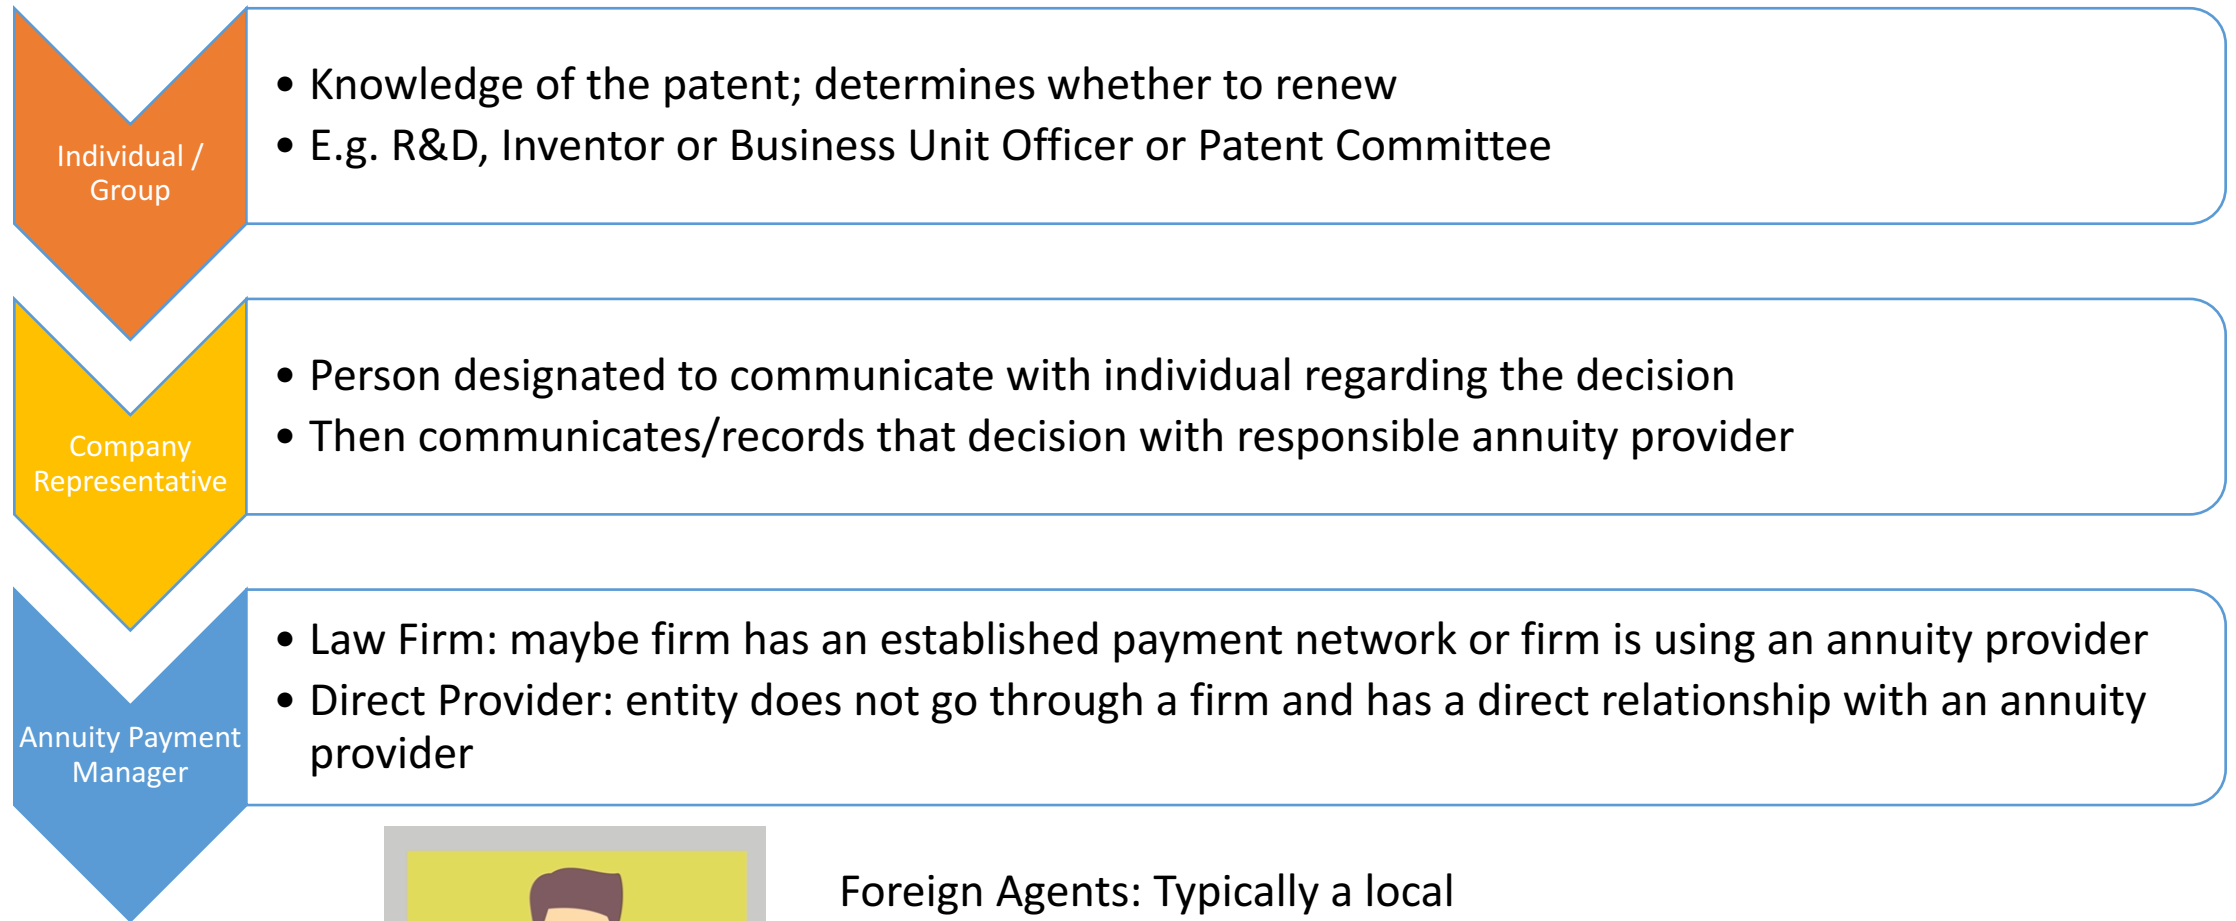 Individual /
Group
• Knowledge of the patent; determines whether to renew
• E.g. R&D, Inventor or Business Unit Officer or Patent Committee
Company
Representative
• Person designated to communicate with individual regarding the decision
• Then communicates/records that decision with responsible annuity provider
Annuity Payment
Manager
• Law Firm: maybe firm has an established payment network or firm is using an annuity provider
• Direct Provider: entity does not go through a firm and has a direct relationship with an annuity
provider
Foreign Agents: Typically a local